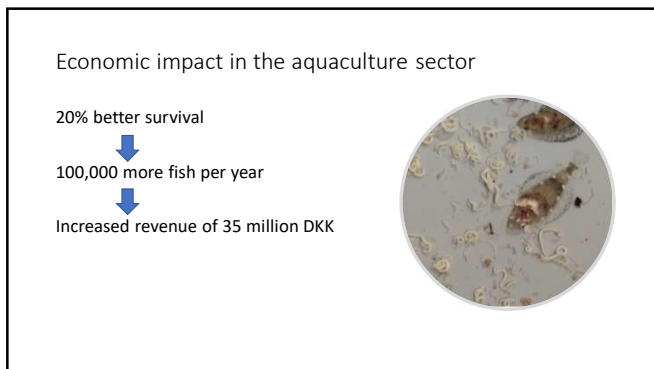 Economic impact in the aquaculture sector
20% better survival
100,000 more fish per year
Increased revenue of 35 million DKK